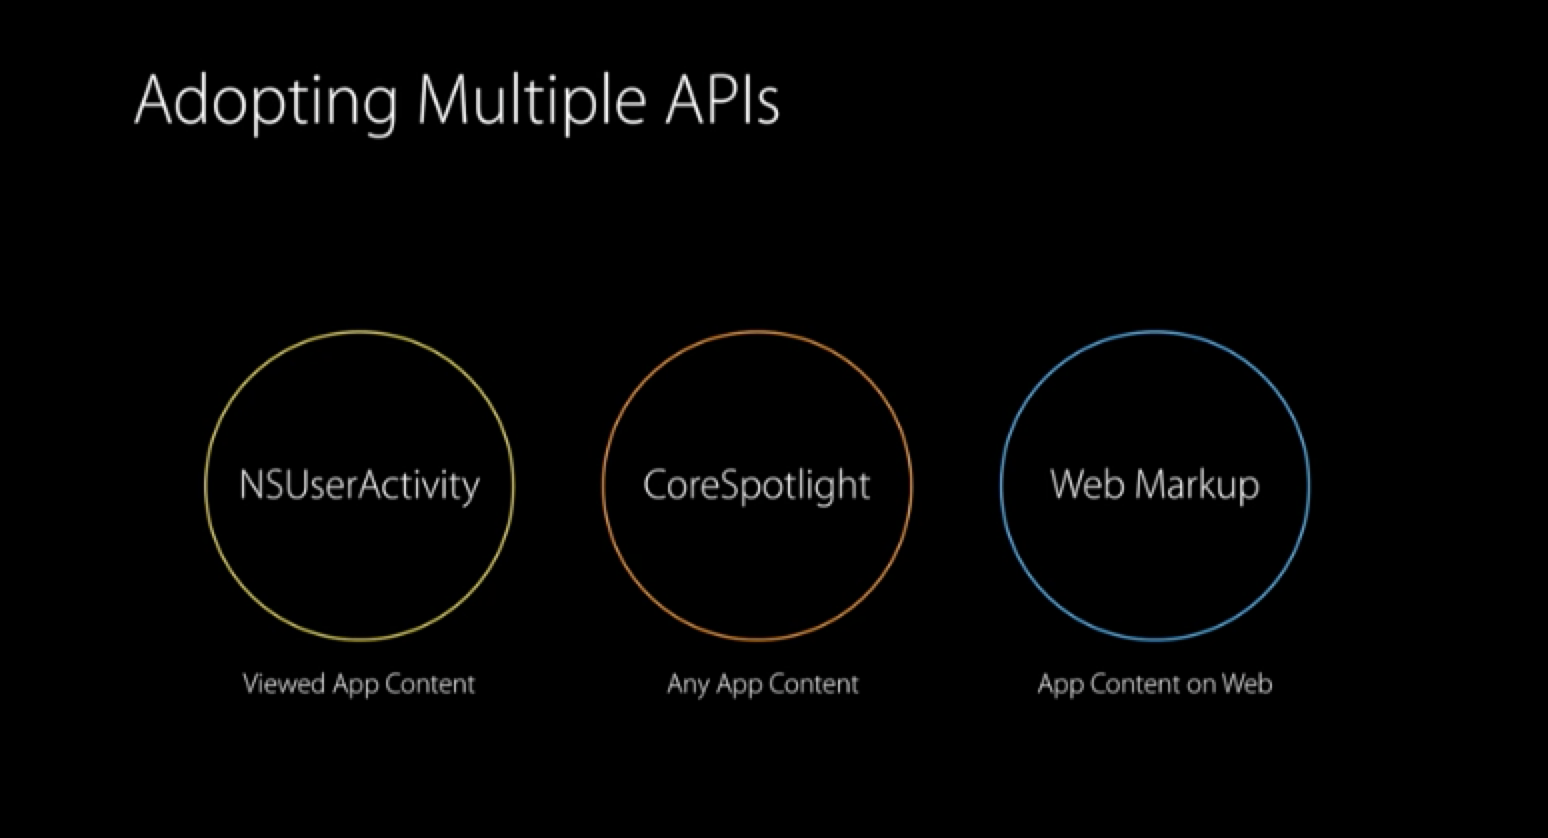 Adopting Multiple APIs
NSUserActivity
CoreSpotlight
Web Markup
Viewed App Content
Any App Content
App Content on Web